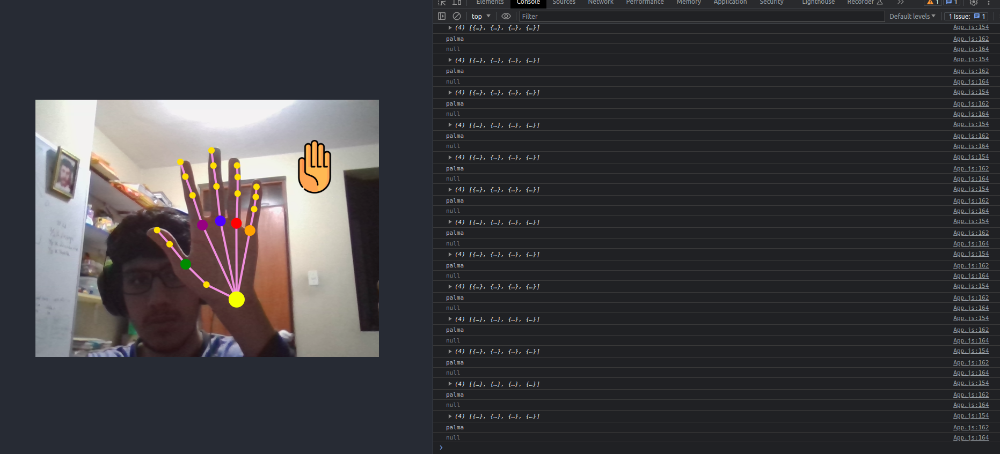 Elements Console Sources Network Performance Memory Application Security Lighthouse Recorder 1 1
top Filter Default levels 1 Issue: 1
(4) [{…}, {…}, {…}, {…}] App.js:154
palma App.js:162
null App.js:164
(4) [{…}, {…}, {…}, {…}] App.js:154
palma App.js:162
null App.js:164
(4) [{…}, {…}, {…}, {…}] App.js:154
palma App.js:162
null App.js:164
(4) [{…}, {…}, {…}, {…}] App.js:154
palma App.js:162
null App.js:164
(4) [{…}, {…}, {…}, {…}] App.js:154
palma App.js:162
null App.js:164
(4) [{…}, {…}, {…}, {…}] App.js:154
palma App.js:162
null App.js:164
(4) [{…}, {…}, {…}, {…}] App.js:154
palma App.js:162
null App.js:164
(4) [{…}, {…}, {…}, {…}] App.js:154
palma App.js:162
null App.js:164
(4) [{…}, {…}, {…}, {…}] App.js:154
palma App.js:162
null App.js:164
(4) [{…}, {…}, {…}, {…}] App.js:154
palma App.js:162
null App.js:164
(4) [{…}, {…}, {…}, {…}] App.js:154
palma App.js:162
null App.js:164
(4) [{…}, {…}, {…}, {…}] App.js:154
palma App.js:162
null App.js:164
(4) [{…}, {…}, {…}, {…}] App.js:154
palma App.js:162
null App.js:164